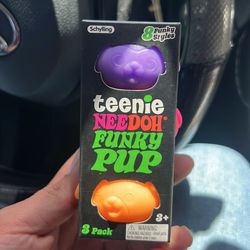 Schylling
8 Funky
Styles
teenie
NEEDOH®
FUNKY
PUP
3 Pack
3+